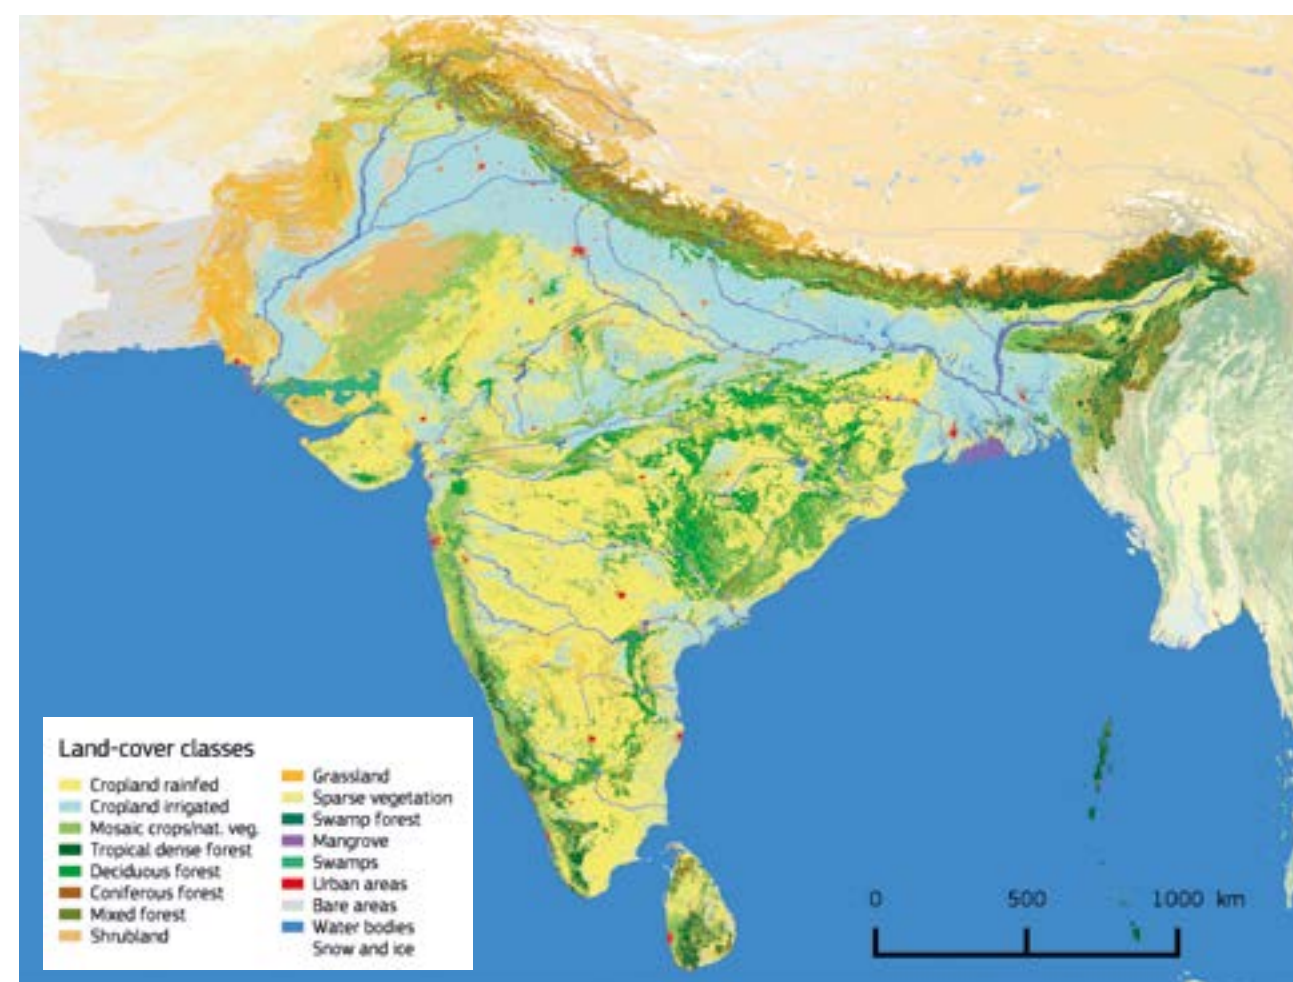 Land-cover classes
Cropland rainfed
Cropland irrigated
Mosaic crops/nat. veg.
Tropical dense forest
Deciduous forest
Coniferous forest
Mixed forest
Shrubland
Grassland
Sparse vegetation
Swamp forest
Mangrove
Swamps
Urban areas
Bare areas
Water bodies
Snow and ice
0 500 1000 km